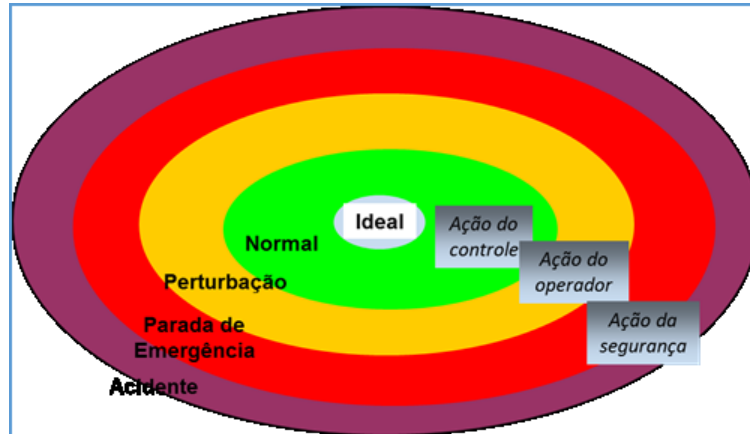 Ideal
Normal
Perturbação
Parada de
Emergência
Acidente
Ação do
controle
Ação do
operador
Ação da
segurança